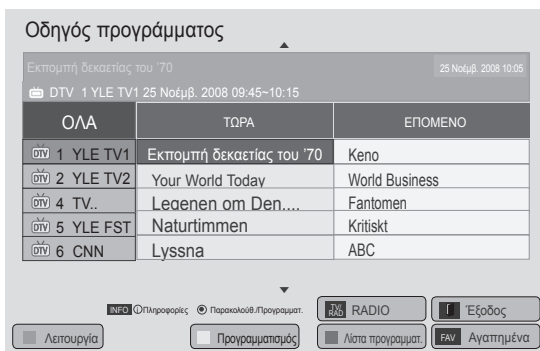 Οδηγός προγράμματος
Εκπομπή δεκαετίας του '70 25 Νοέμβ. 2008 10:05
DTV 1 YLE TV1 25 Νοέμβ. 2008 09:45~10:15
ΟΛΑ ΤΩΡΑ ΕΠΟΜΕΝΟ
DTV 1 YLE TV1 Εκπομπή δεκαετίας του '70 Keno
DTV 2 YLE TV2 Your World Today World Business
DTV 4 TV.. Legenen om Den.... Fantomen
DTV 5 YLE FST Naturtimmen Kritiskt
DTV 6 CNN Lyssna ABC
INFO ⓘ Πληροφορίες ◉ Παρακολούθ./Προγραμματ. TV/RAD RADIO Έξοδος
Λειτουργία Προγραμματισμός Λίστα προγραμματ. FAV Αγαπημένα